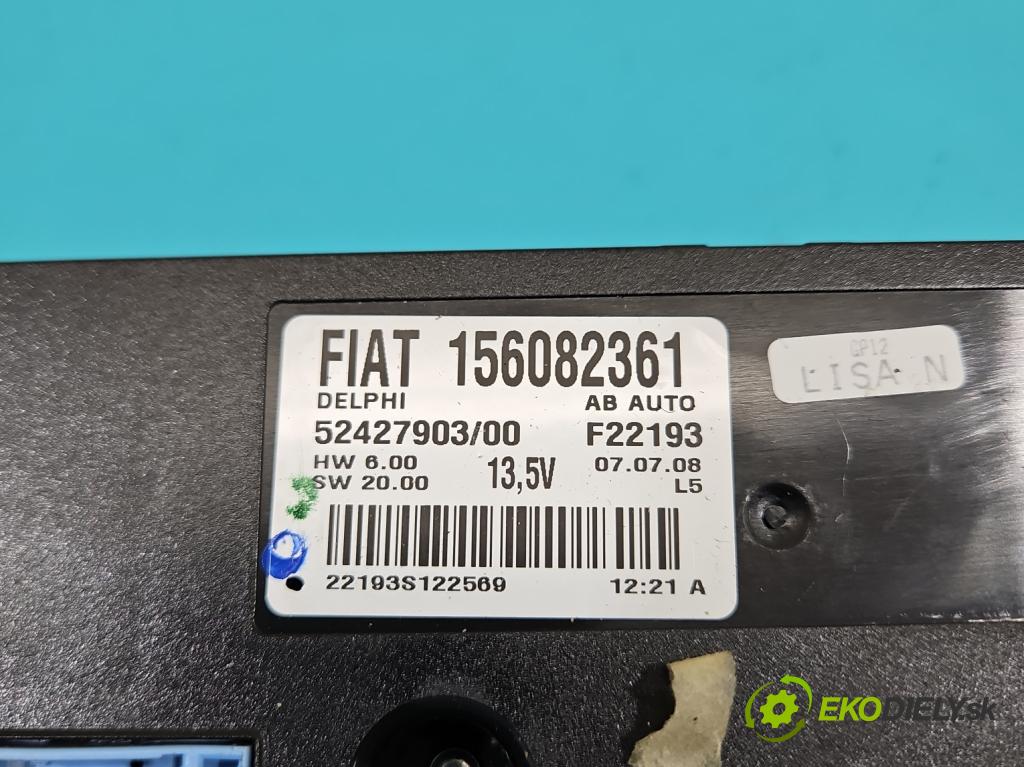 FIAT 156082361
DELPHI AB AUTO
52427903/00 F22193
HW 6.00 13,5V 07.07.08
SW 20.00 L5
22193S122569 12:21 A
GP12
LISA N
EKODIELY.sk